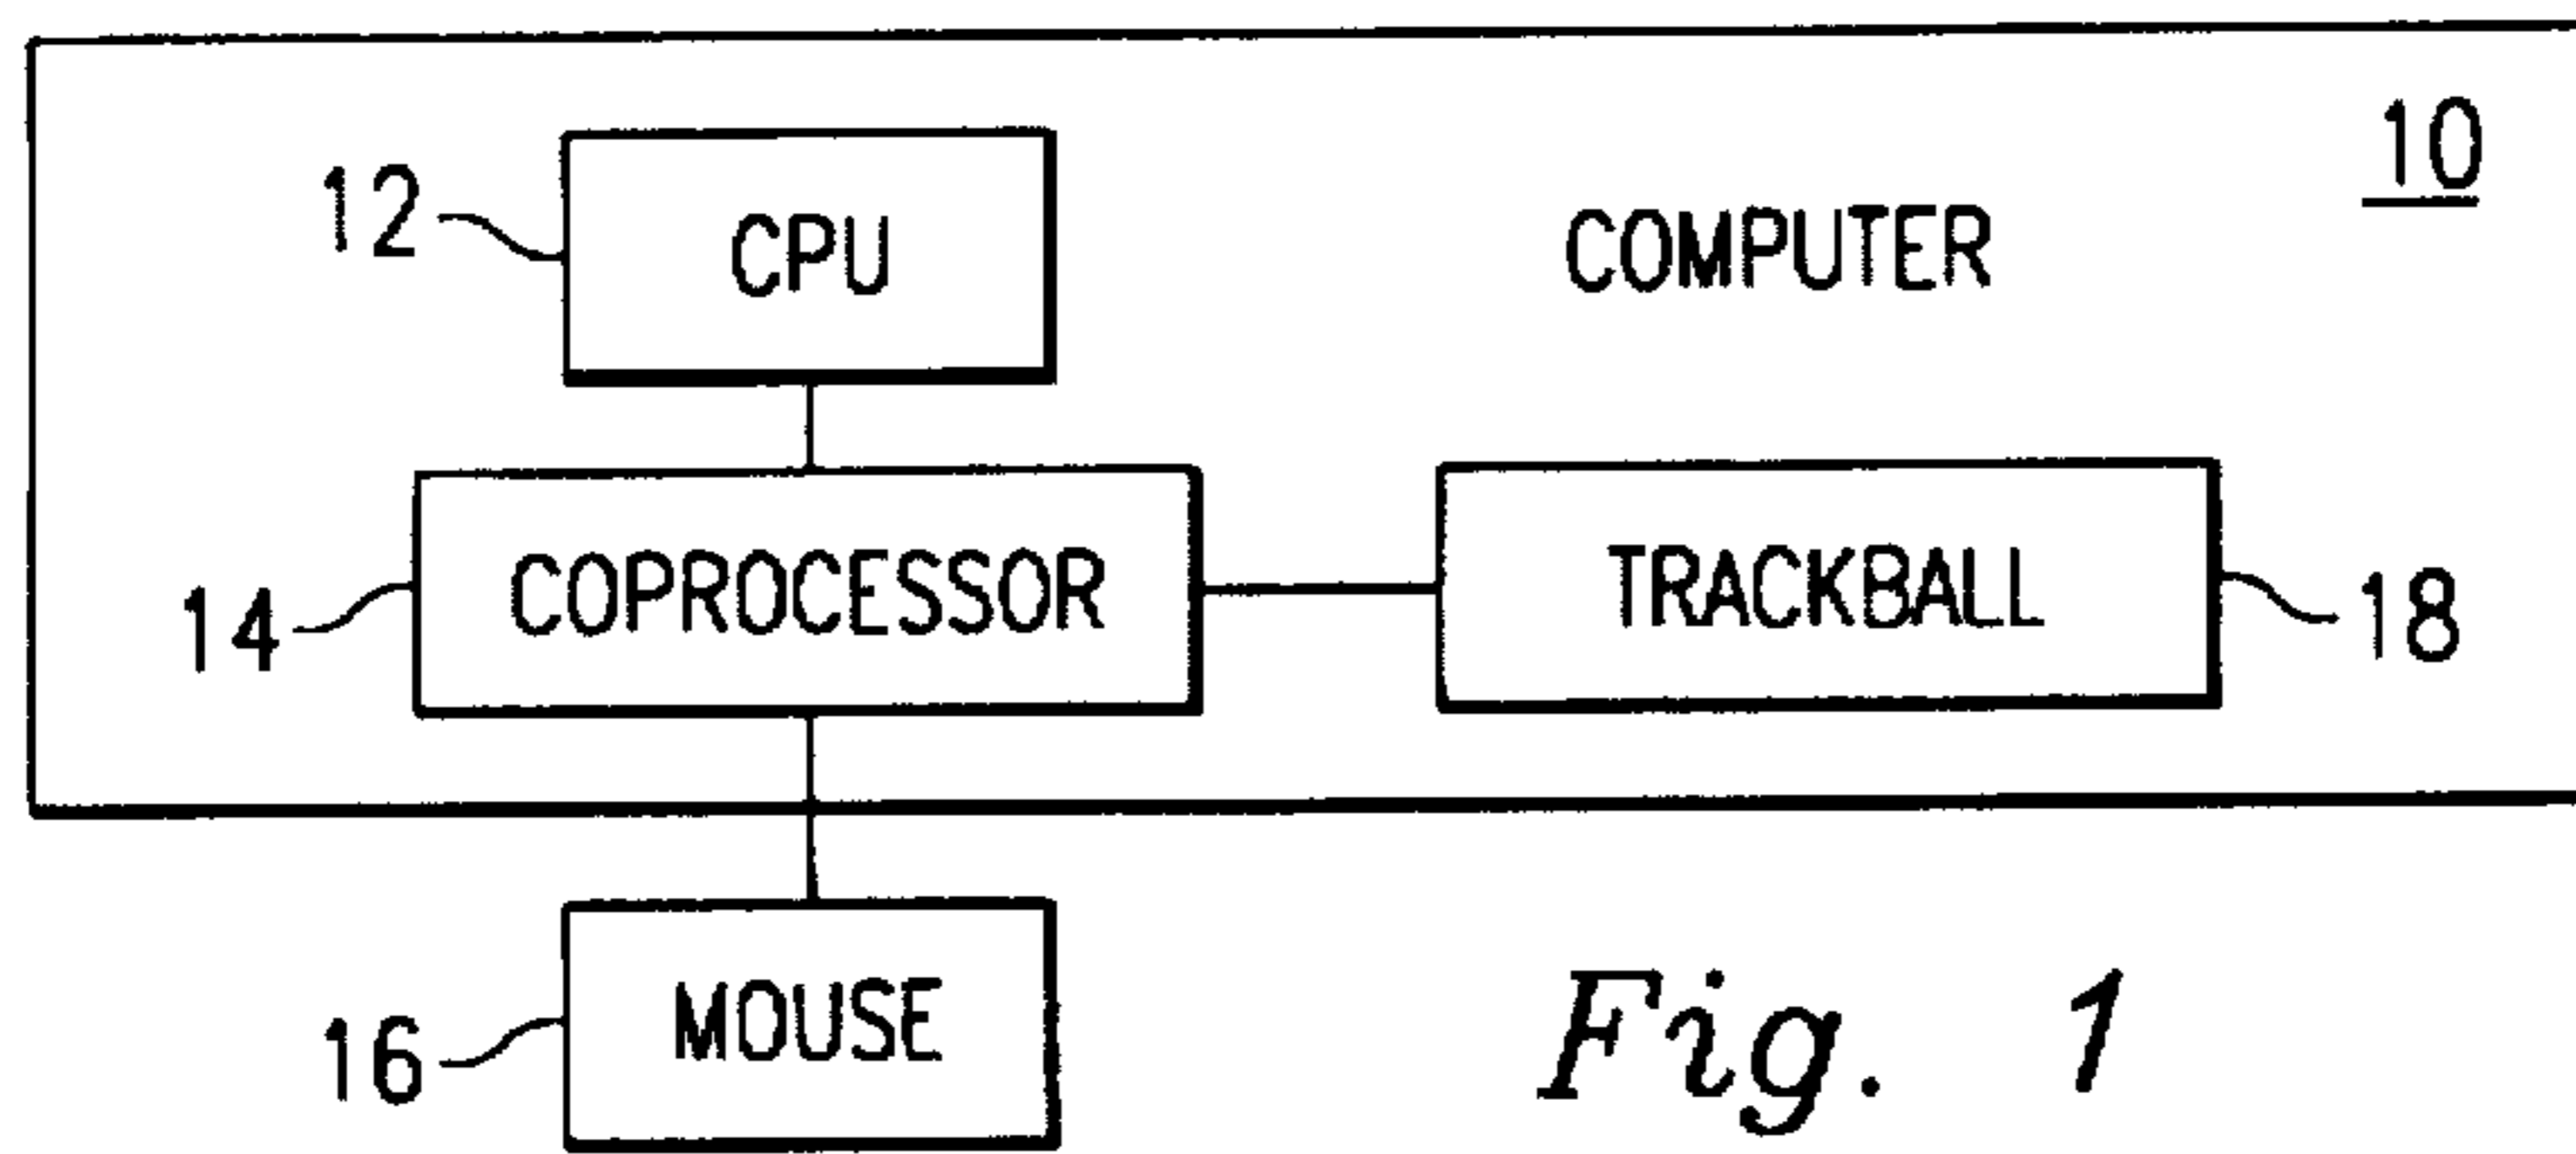 10
12
CPU
COMPUTER
14
COPROCESSOR
TRACKBALL
18
16
MOUSE
Fig. 1